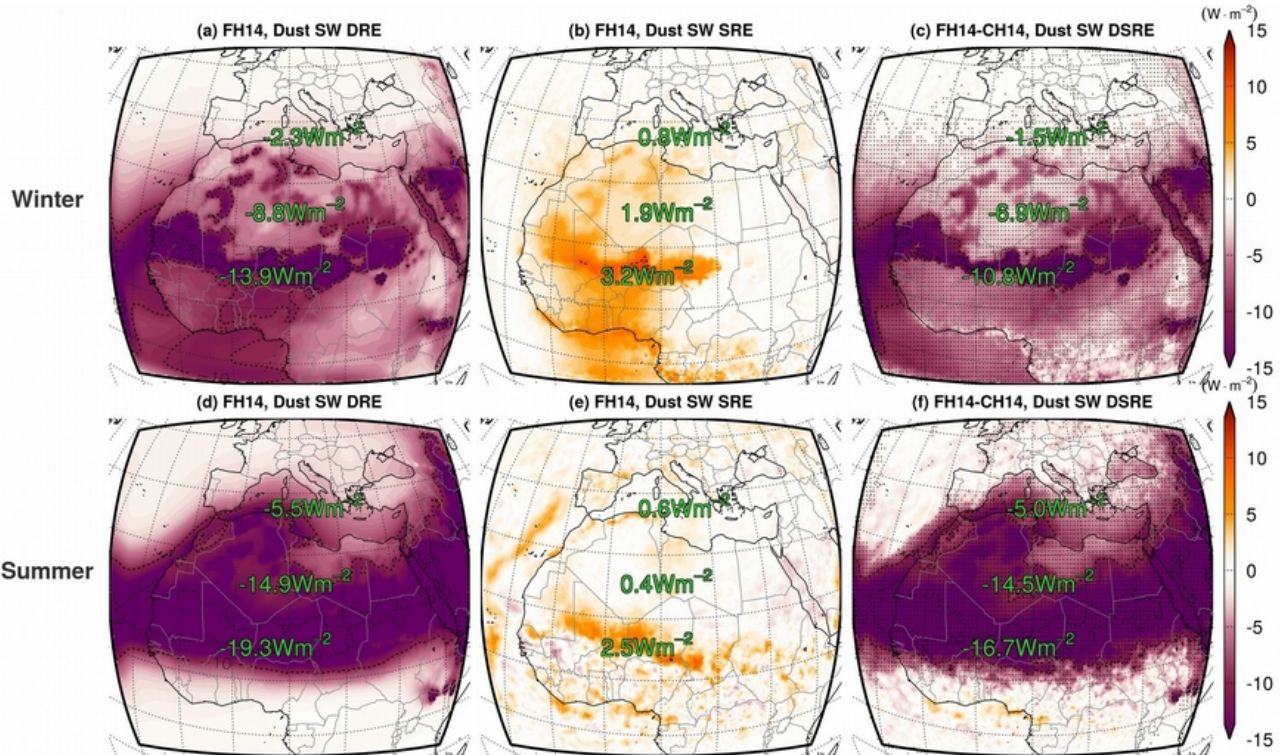 (W · m⁻²)
(a) FH14, Dust SW DRE
(b) FH14, Dust SW SRE
(c) FH14-CH14, Dust SW DSRE
15
10
5
0
-5
-10
-15
Winter
-2.3Wm⁻²
-8.8Wm⁻²
-13.9Wm⁻²
0.8Wm⁻²
1.9Wm⁻²
3.2Wm⁻²
-1.5Wm⁻²
-6.9Wm⁻²
-10.8Wm⁻²
(W · m⁻²)
(d) FH14, Dust SW DRE
(e) FH14, Dust SW SRE
(f) FH14-CH14, Dust SW DSRE
15
10
5
0
-5
-10
-15
Summer
-5.5Wm⁻²
-14.9Wm⁻²
-19.3Wm⁻²
0.4Wm⁻²
2.5Wm⁻²
-5.0Wm⁻²
-14.5Wm⁻²
-16.7Wm⁻²